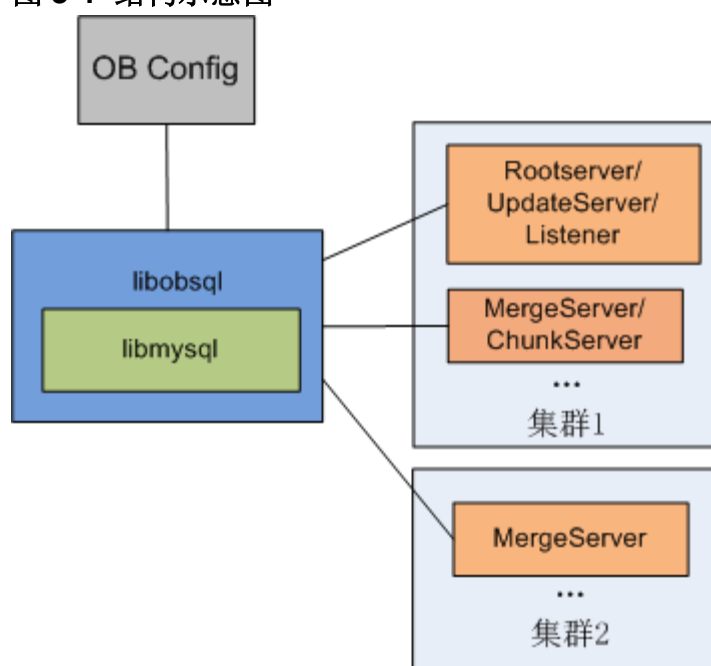 OB Config
libobsql
libmysql
Rootserver/
UpdateServer/
Listener
MergeServer/
ChunkServer
...
集群1
MergeServer
...
集群2